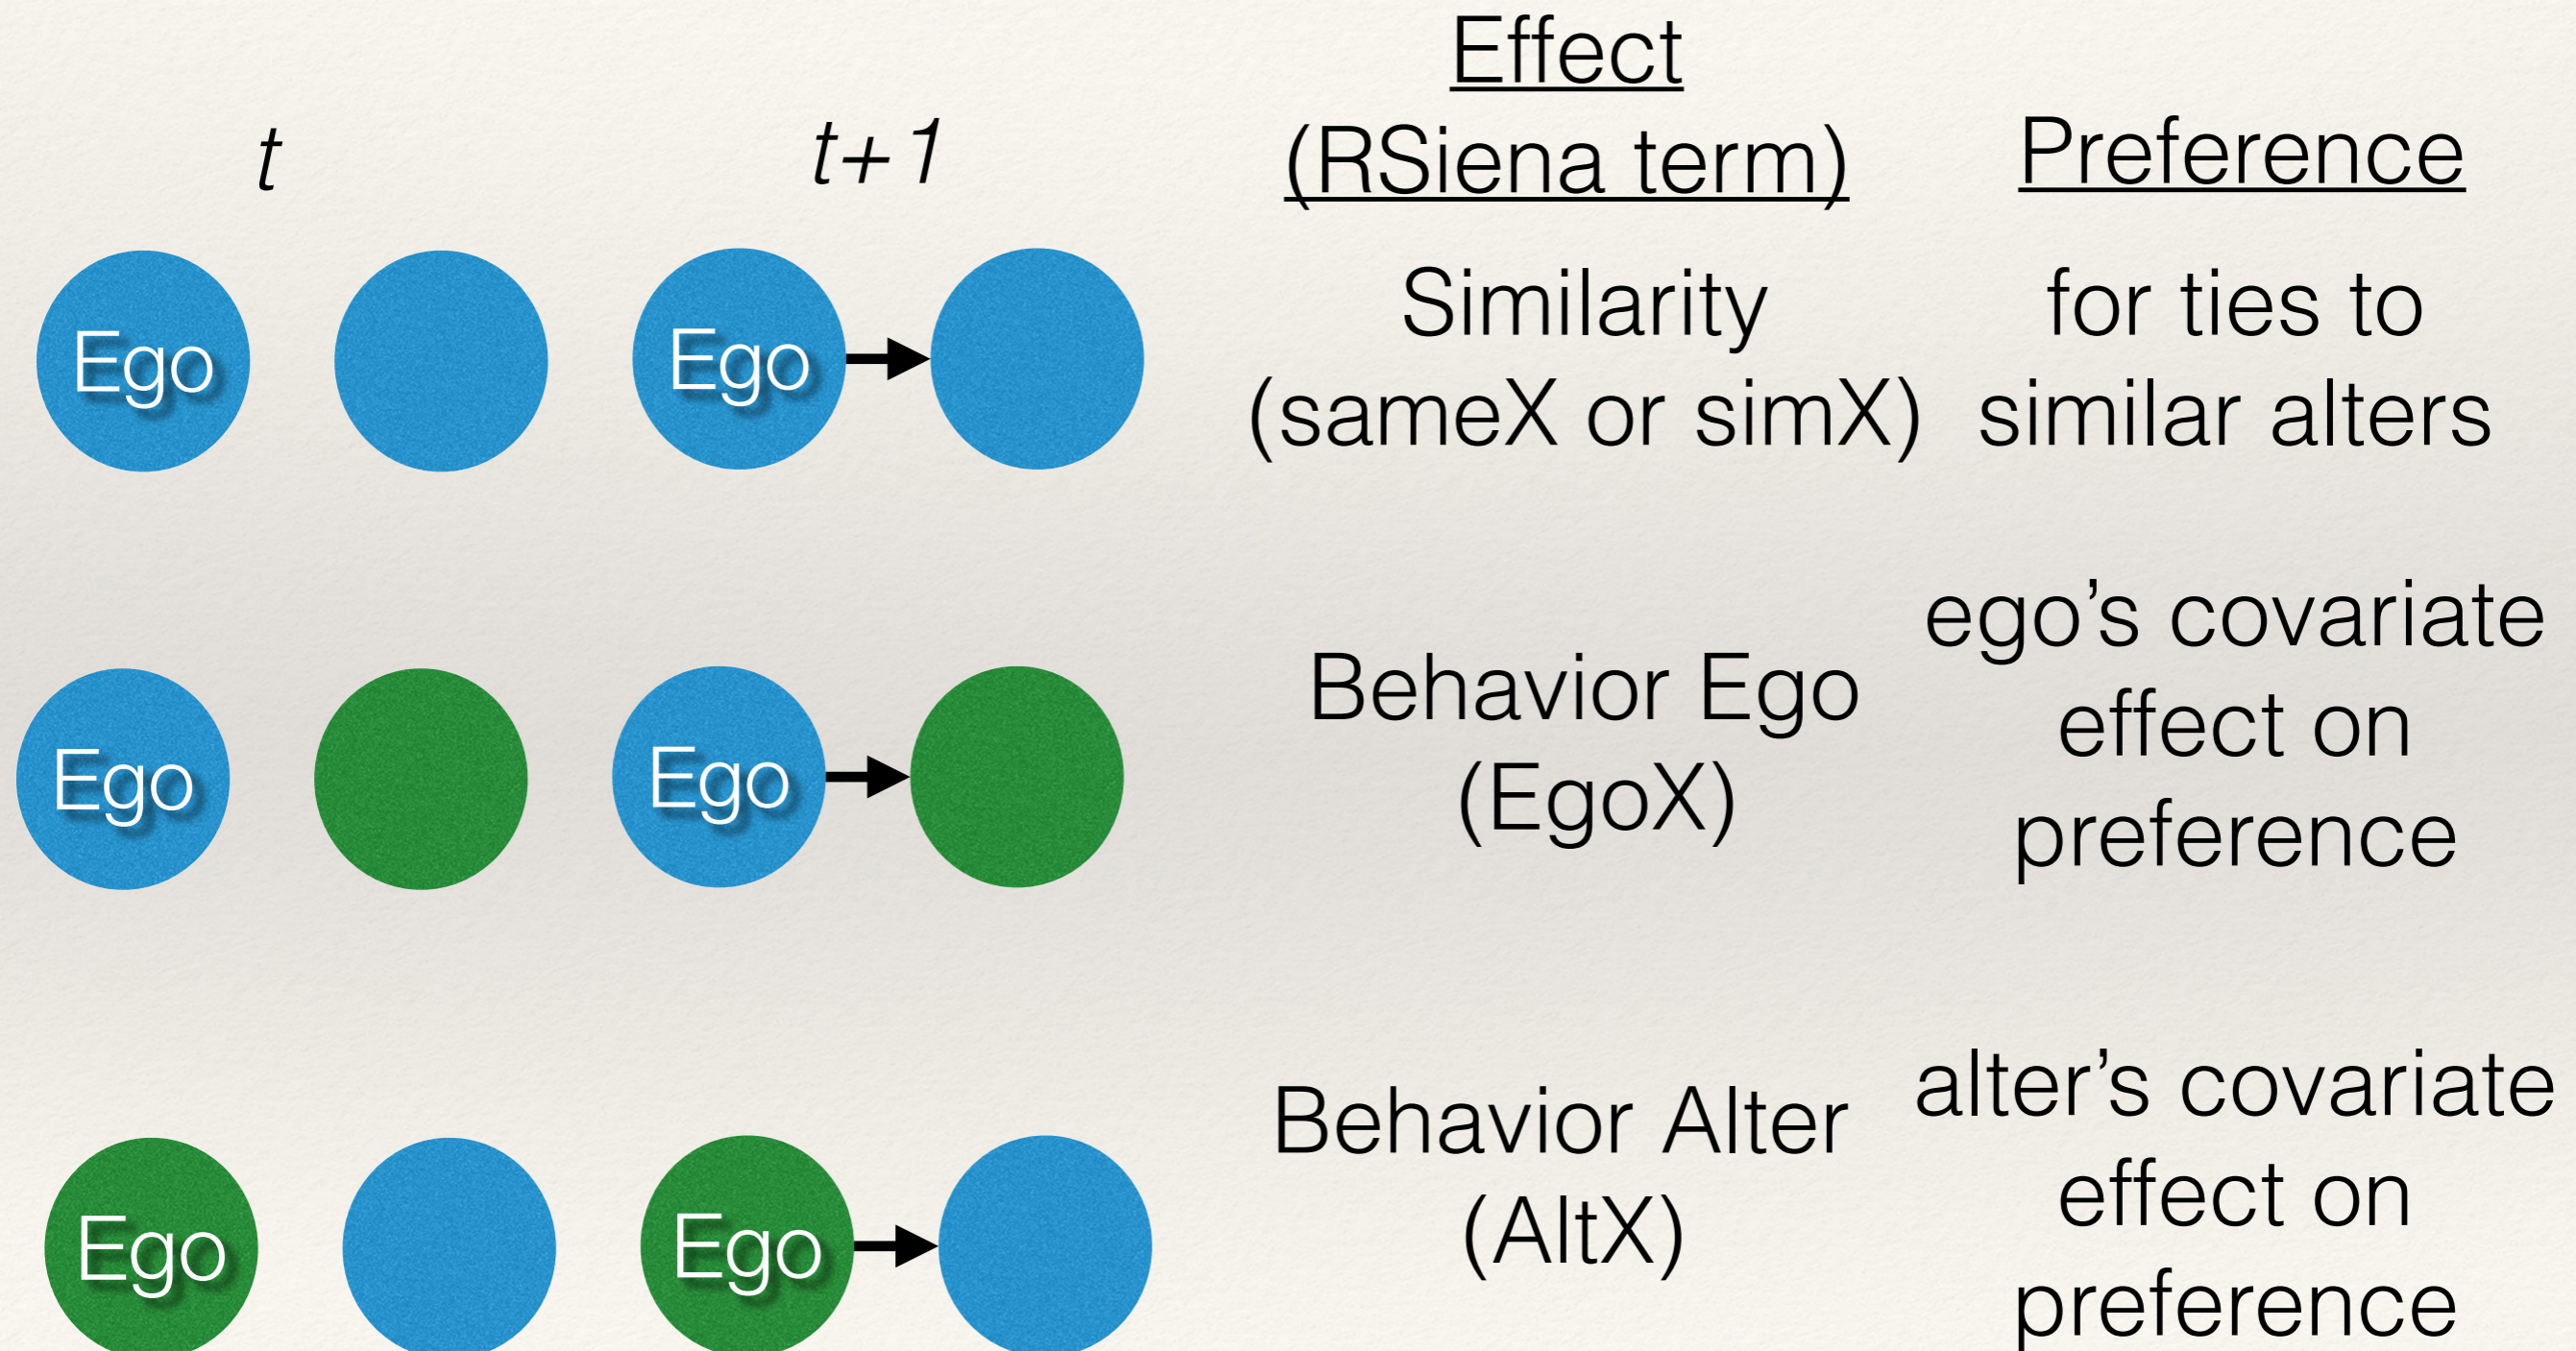 t
t+1
Effect
(RSiena term)
Preference
Ego
Ego
Similarity
(sameX or simX)
for ties to
similar alters
Ego
Ego
Behavior Ego
(EgoX)
ego’s covariate
effect on
preference
Ego
Ego
Behavior Alter
(AltX)
alter’s covariate
effect on
preference